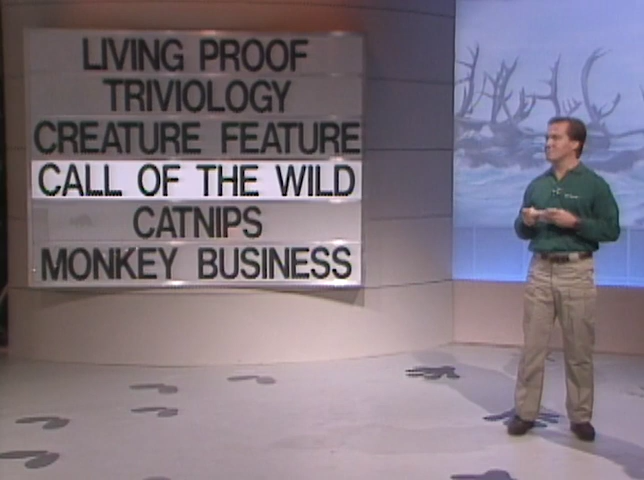 LIVING PROOF
TRIVIOLOGY
CREATURE FEATURE
CALL OF THE WILD
CATNIPS
MONKEY BUSINESS